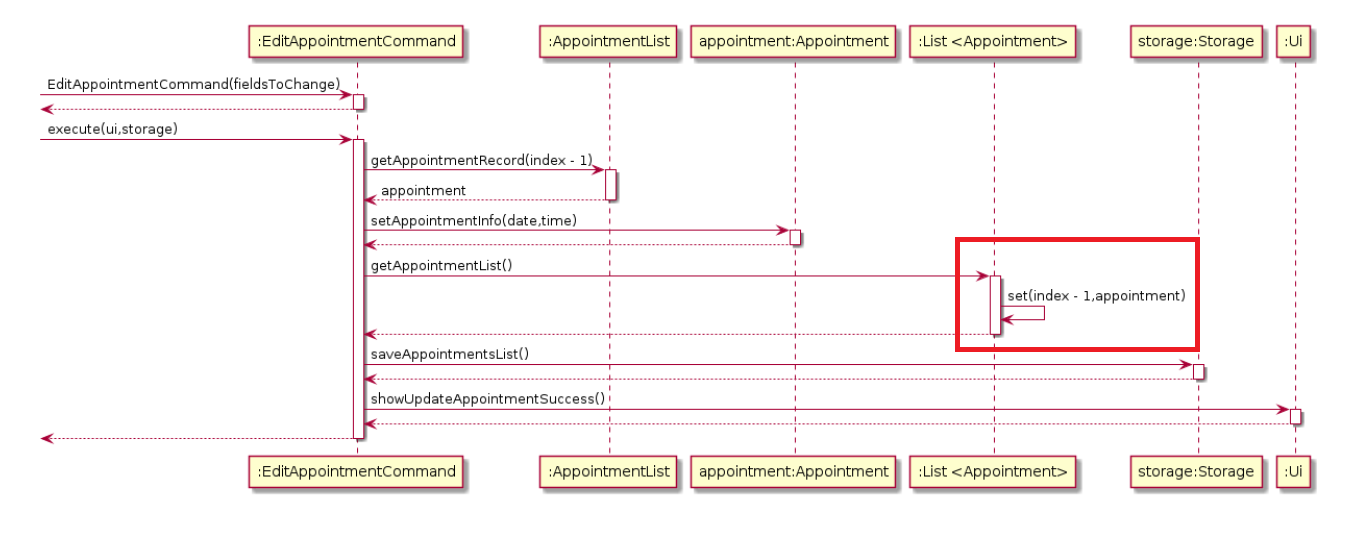 :EditAppointmentCommand :AppointmentList appointment:Appointment :List <Appointment> storage:Storage :Ui
EditAppointmentCommand(fieldsToChange)
execute(ui,storage)
getAppointmentRecord(index - 1)
appointment
setAppointmentInfo(date,time)
getAppointmentList()
set(index - 1,appointment)
saveAppointmentsList()
showUpdateAppointmentSuccess()
:EditAppointmentCommand :AppointmentList appointment:Appointment :List <Appointment> storage:Storage :Ui